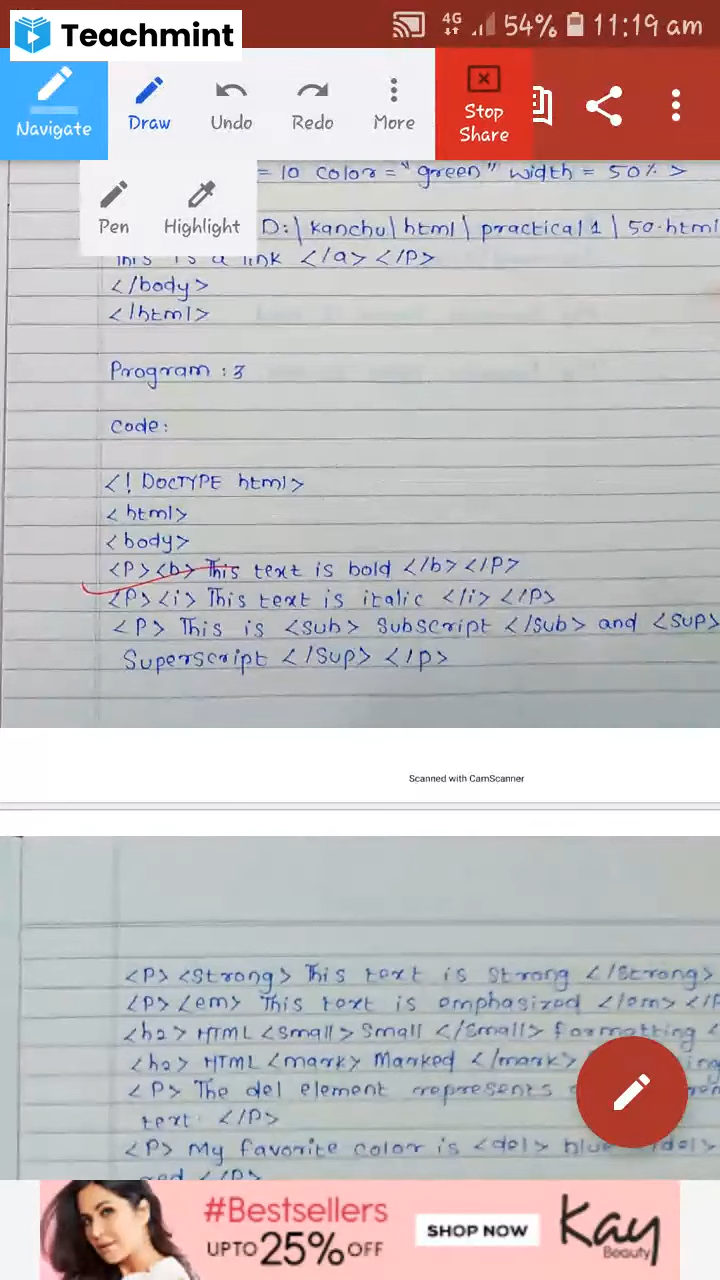 Teachmint
4G 54% 11:19 am
Navigate
Draw
Undo
Redo
More
Stop
Share
Pen
Highlight
= 10 color = "green" width = 50% >
D:\kanchu\html\practical 1\50.html
This is a link </a> </P>
</body>
</html>
Program : 3
Code:
<! DOCTYPE html>
<html>
<body>
<P> <b> This text is bold </b> </P>
<P> <i> This text is italic </i> </P>
<P> This is <sub> Subscript </sub> and <sup>
Superscript </sup> </p>
Scanned with CamScanner
<P> <strong> This text is strong </strong>
<P> <em> This text is emphasized </em> </P
<h2> HTML <small> Small </small> formatting <
<h2> HTML <mark> Marked </mark>
<P> The del element represents
text. </P>
<P> My favorite color is <del> blue </del>
red </P>
#Bestsellers
UPTO 25% OFF
SHOP NOW
Kay
Beauty